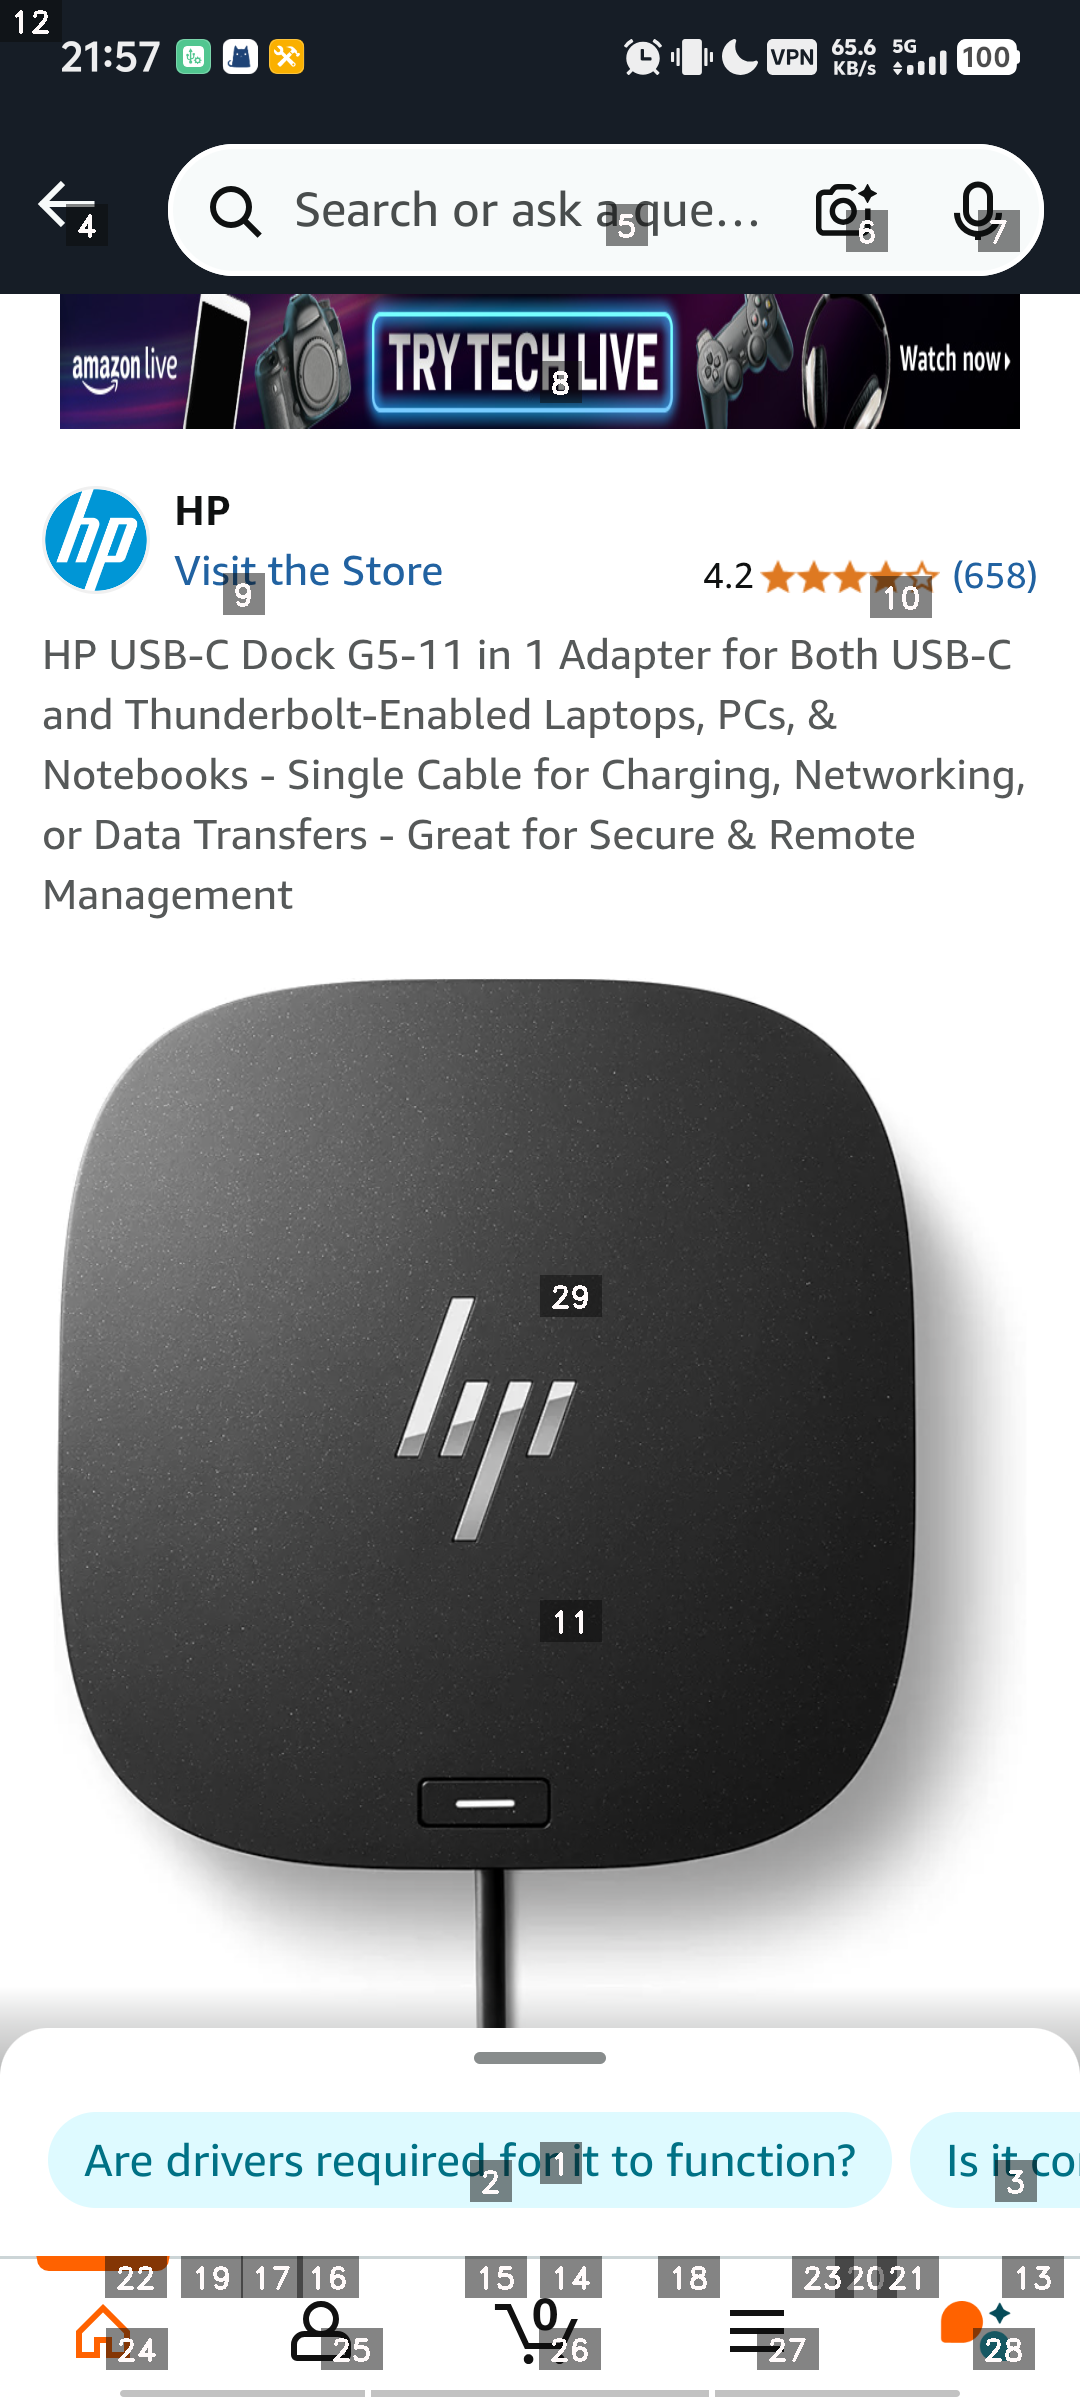 12
21:57
VPN
65.6 KB/s
5G
100
4
Search or ask a que...
5
6
7
amazon live
TRY TECH LIVE
Watch now
8
hp
HP
Visit the Store
9
4.2
10
(658)
HP USB-C Dock G5-11 in 1 Adapter for Both USB-C
and Thunderbolt-Enabled Laptops, PCs, &
Notebooks - Single Cable for Charging, Networking,
or Data Transfers - Great for Secure & Remote
Management
29
hp
11
Are drivers required for it to function?
2
1
Is it co
3
22 19 17 16 15 14 18 23 20 21 13
0
24 25 26 27 28